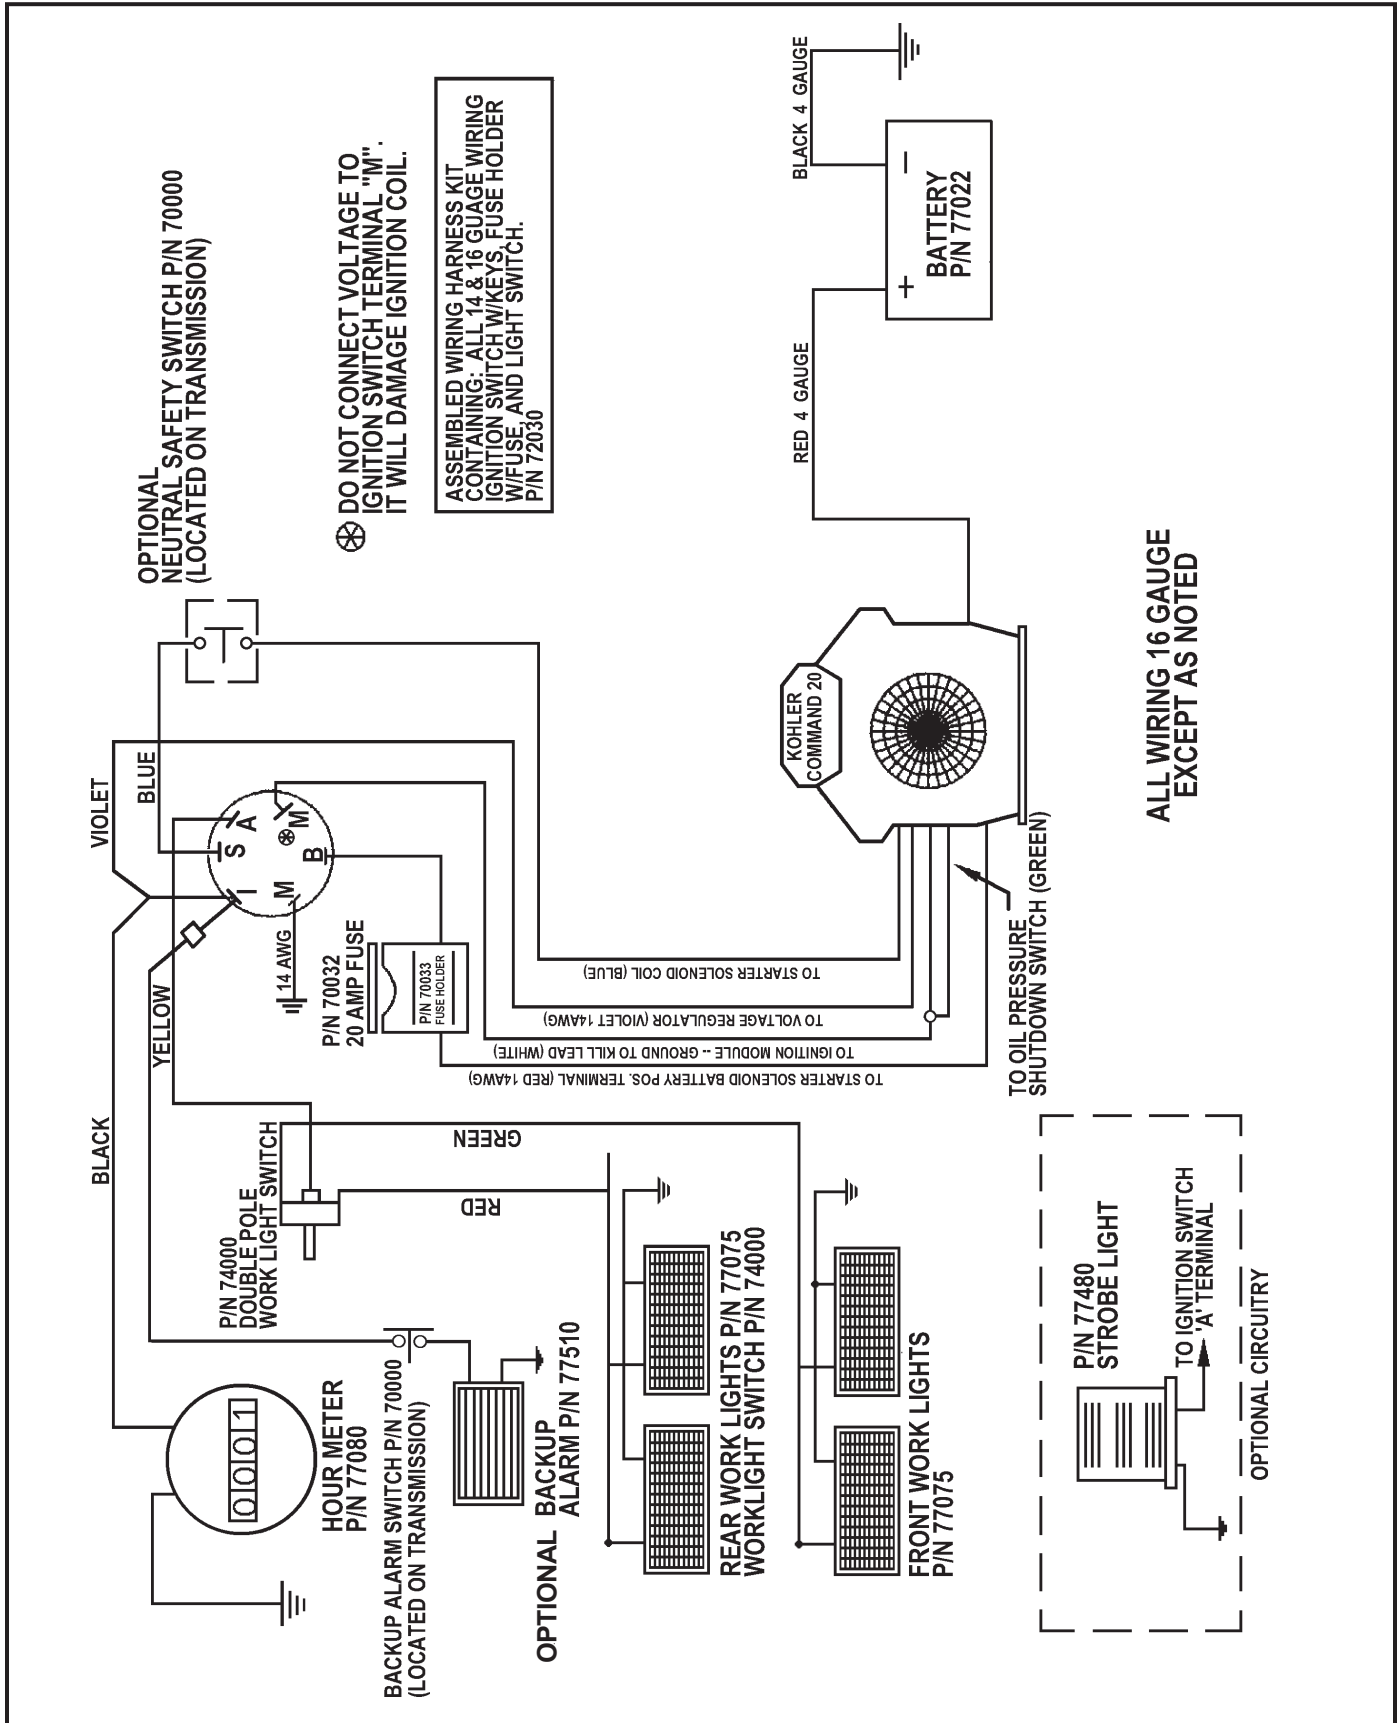 OPTIONAL
NEUTRAL SAFETY SWITCH P/N 70000
(LOCATED ON TRANSMISSION)
DO NOT CONNECT VOLTAGE TO
IGNITION SWITCH TERMINAL "M".
IT WILL DAMAGE IGNITION COIL.
ASSEMBLED WIRING HARNESS KIT
CONTAINING: ALL 14 & 16 GUAGE WIRING
IGNITION SWITCH W/KEYS, FUSE HOLDER
W/FUSE, AND LIGHT SWITCH.
P/N 72030
BLACK 4 GAUGE
BATTERY
P/N 77022
+
–
RED 4 GAUGE
VIOLET
BLUE
A
M
S
B
I
M
14 AWG
P/N 70032
20 AMP FUSE
P/N 70033
FUSE HOLDER
KOHLER
COMMAND 20
ALL WIRING 16 GAUGE
EXCEPT AS NOTED
TO STARTER SOLENOID COIL (BLUE)
TO VOLTAGE REGULATOR (VIOLET 14AWG)
TO IGNITION MODULE -- GROUND TO KILL LEAD (WHITE)
TO STARTER SOLENOID BATTERY POS. TERMINAL (RED 14AWG)
TO OIL PRESSURE
SHUTDOWN SWITCH (GREEN)
YELLOW
BLACK
GREEN
RED
P/N 74000
DOUBLE POLE
WORK LIGHT SWITCH
00001
HOUR METER
P/N 77080
BACKUP ALARM SWITCH P/N 70000
(LOCATED ON TRANSMISSION)
OPTIONAL BACKUP
ALARM P/N 77510
REAR WORK LIGHTS P/N 77075
WORKLIGHT SWITCH P/N 74000
FRONT WORK LIGHTS
P/N 77075
P/N 77480
STROBE LIGHT
TO IGNITION SWITCH
'A' TERMINAL
OPTIONAL CIRCUITRY